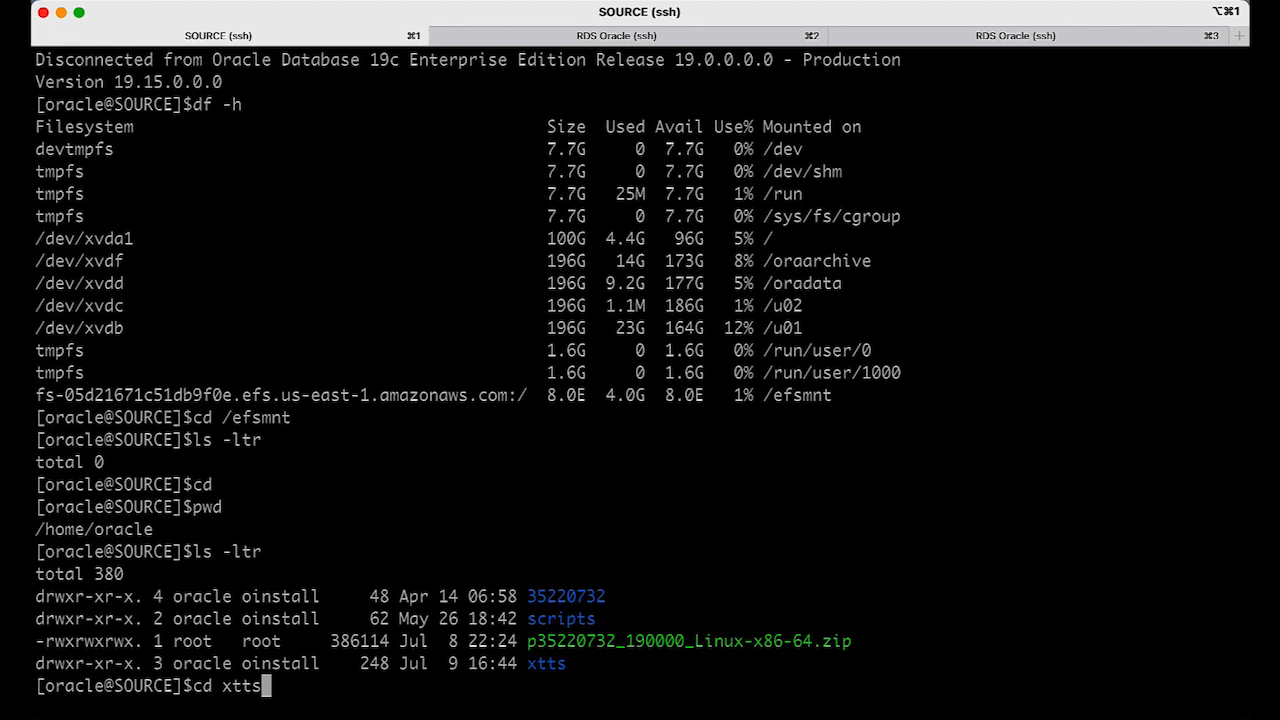 SOURCE (ssh)
⌥⌘1
SOURCE (ssh) ⌘1 RDS Oracle (ssh) ⌘2 RDS Oracle (ssh) ⌘3 +
Disconnected from Oracle Database 19c Enterprise Edition Release 19.0.0.0.0 - Production
Version 19.15.0.0.0
[oracle@SOURCE]$df -h
Filesystem Size Used Avail Use% Mounted on
devtmpfs 7.7G 0 7.7G 0% /dev
tmpfs 7.7G 0 7.7G 0% /dev/shm
tmpfs 7.7G 25M 7.7G 1% /run
tmpfs 7.7G 0 7.7G 0% /sys/fs/cgroup
/dev/xvda1 100G 4.4G 96G 5% /
/dev/xvdf 196G 14G 173G 8% /oraarchive
/dev/xvdd 196G 9.2G 177G 5% /oradata
/dev/xvdc 196G 1.1M 186G 1% /u02
/dev/xvdb 196G 23G 164G 12% /u01
tmpfs 1.6G 0 1.6G 0% /run/user/0
tmpfs 1.6G 0 1.6G 0% /run/user/1000
fs-05d21671c51db9f0e.efs.us-east-1.amazonaws.com:/ 8.0E 4.0G 8.0E 1% /efsmnt
[oracle@SOURCE]$cd /efsmnt
[oracle@SOURCE]$ls -ltr
total 0
[oracle@SOURCE]$cd
[oracle@SOURCE]$pwd
/home/oracle
[oracle@SOURCE]$ls -ltr
total 380
drwxr-xr-x. 4 oracle oinstall 48 Apr 14 06:58 35220732
drwxr-xr-x. 2 oracle oinstall 62 May 26 18:42 scripts
-rwxrwxrwx. 1 root root 386114 Jul 8 22:24 p35220732_190000_Linux-x86-64.zip
drwxr-xr-x. 3 oracle oinstall 248 Jul 9 16:44 xtts
[oracle@SOURCE]$cd xtts